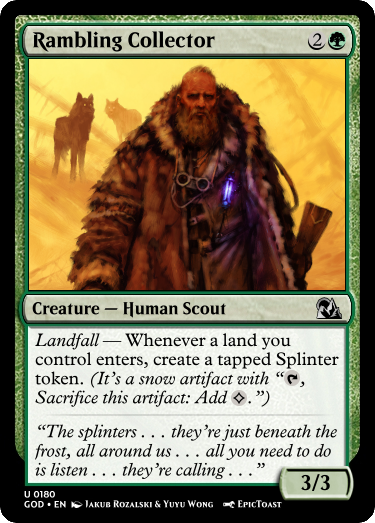 Rambling Collector 2
Creature — Human Scout
Landfall — Whenever a land you
control enters, create a tapped Splinter
token. (It's a snow artifact with “,
Sacrifice this artifact: Add .”)
“The splinters . . . they're just beneath the
frost, all around us . . . all you need to do
is listen . . . they're calling . . .”
3/3
U 0180
GOD • EN Jakub Rozalski & Yuyu Wong EpicToast